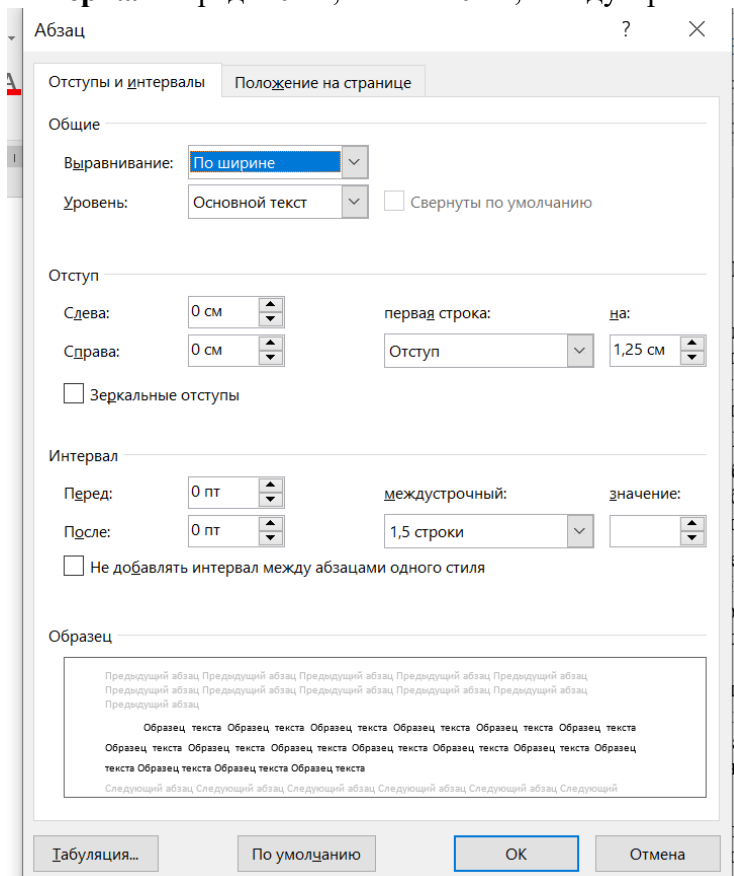 Абзац ? ×
Отступы и интервалы Положение на странице
Общие
Выравнивание: По ширине
Уровень: Основной текст Свернуты по умолчанию
Отступ
Слева: 0 см первая строка: на:
Справа: 0 см Отступ 1,25 см
Зеркальные отступы
Интервал
Перед: 0 пт междустрочный: значение:
После: 0 пт 1,5 строки
Не добавлять интервал между абзацами одного стиля
Образец
Предыдущий абзац Предыдущий абзац Предыдущий абзац Предыдущий абзац Предыдущий абзац
Предыдущий абзац Предыдущий абзац Предыдущий абзац Предыдущий абзац Предыдущий абзац
Предыдущий абзац
Образец текста Образец текста Образец текста Образец текста Образец текста Образец текста
Образец текста Образец текста Образец текста Образец текста Образец текста Образец текста Образец
текста Образец текста Образец текста Образец текста
Следующий абзац Следующий абзац Следующий абзац Следующий абзац Следующий абзац Следующий
Табуляция... По умолчанию ОК Отмена